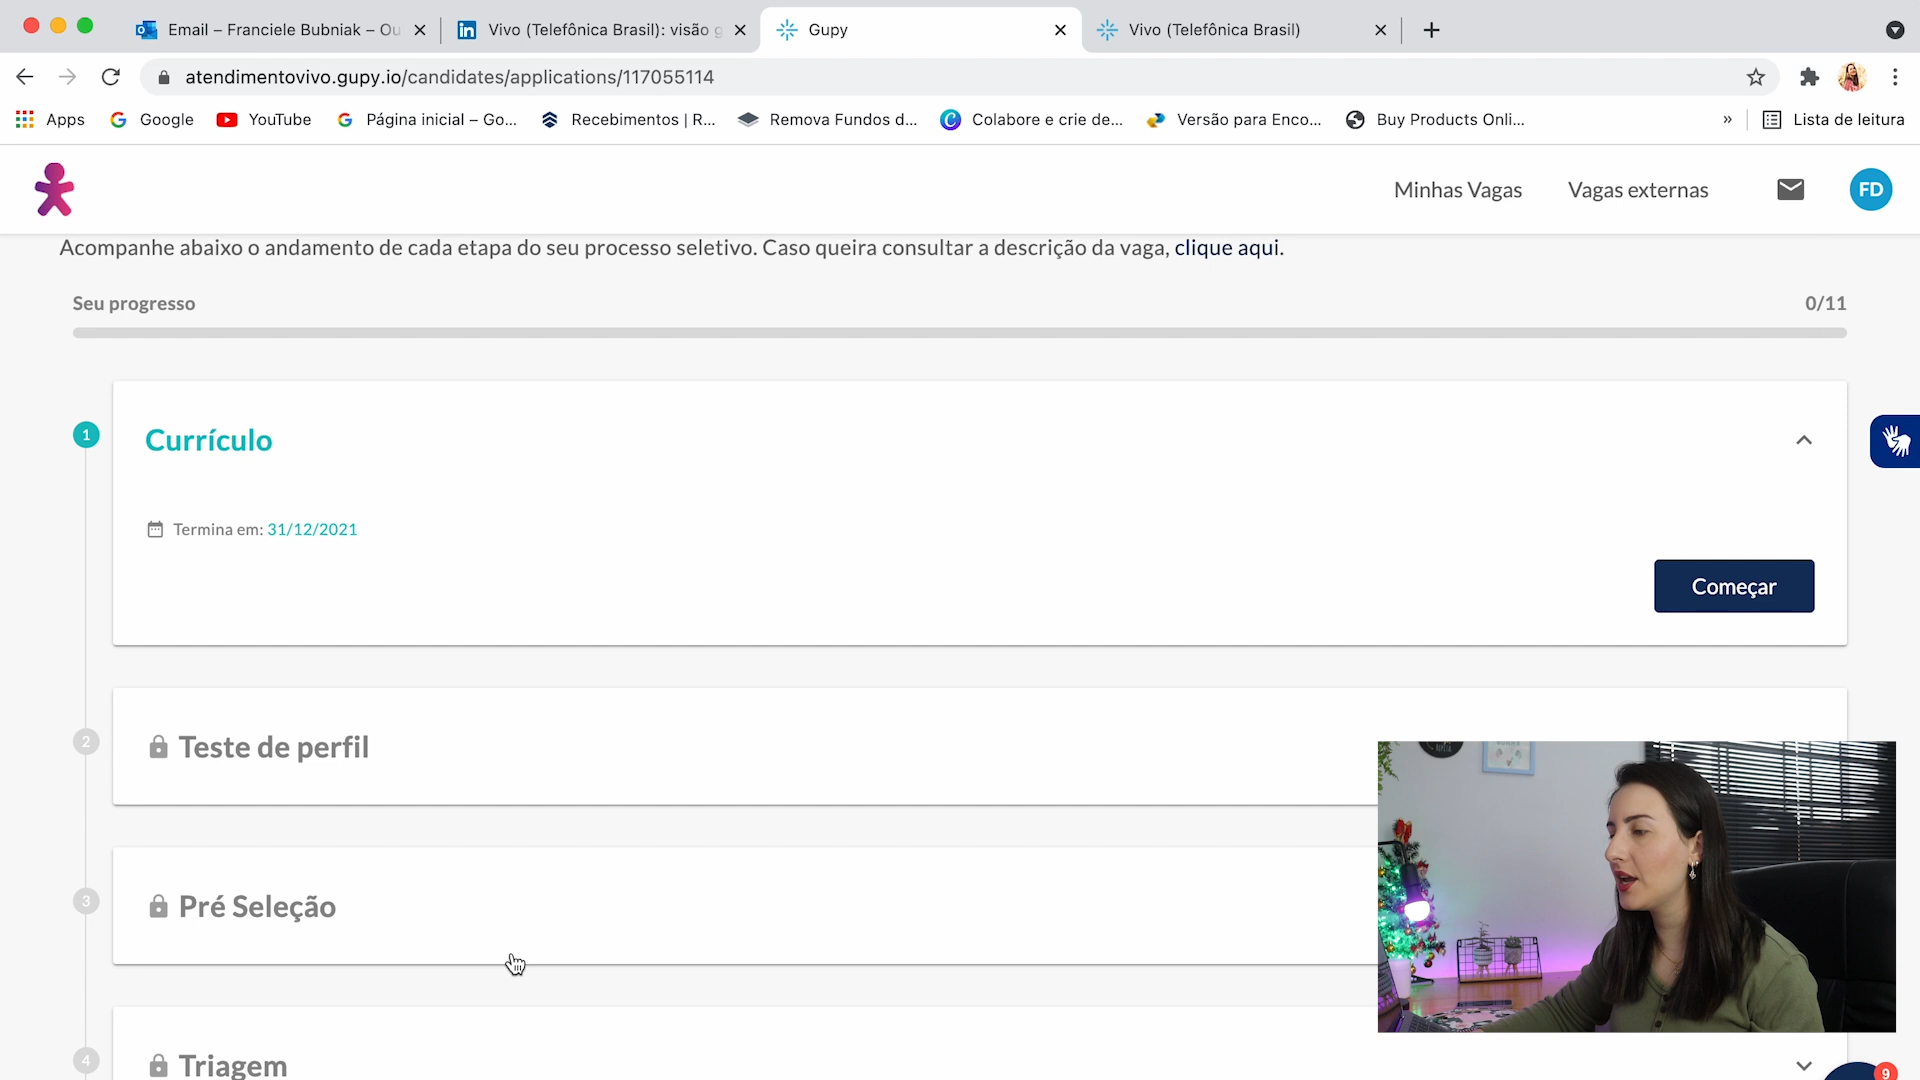 Email – Franciele Bubniak – Ou
Vivo (Telefônica Brasil): visão g
Gupy
Vivo (Telefônica Brasil)
atendimentovivo.gupy.io/candidates/applications/117055114
Apps
Google
YouTube
Página inicial – Go...
Recebimentos | R...
Remova Fundos d...
Colabore e crie de...
Versão para Enco...
Buy Products Onli...
»
Lista de leitura
Minhas Vagas
Vagas externas
FD
Acompanhe abaixo o andamento de cada etapa do seu processo seletivo. Caso queira consultar a descrição da vaga, clique aqui.
Seu progresso
0/11
1
Currículo
Termina em: 31/12/2021
Começar
2
Teste de perfil
3
Pré Seleção
4
Triagem
9